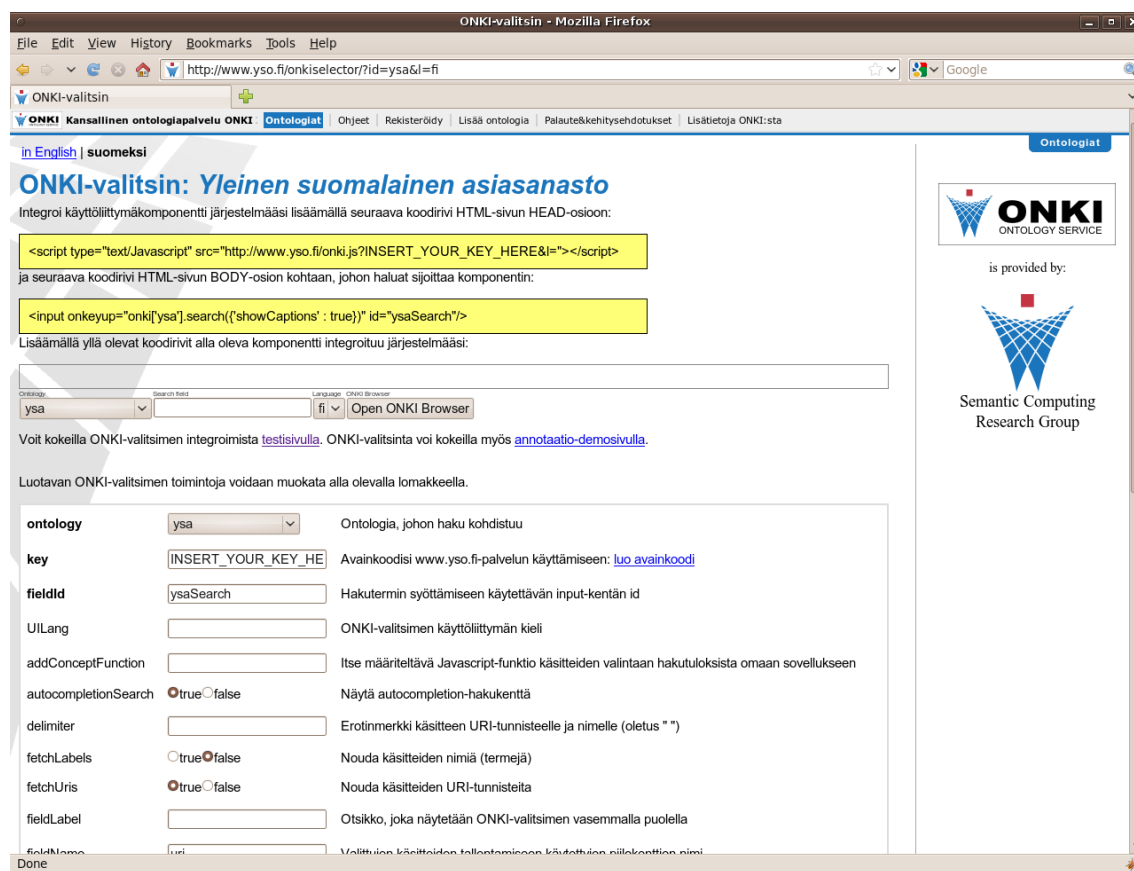 ONKI-valitsin - Mozilla Firefox
File Edit View History Bookmarks Tools Help
http://www.yso.fi/onkiselector/?id=ysa&l=fi Google
ONKI-valitsin
ONKI Kansallinen ontologiapalvelu ONKI: Ontologiat Ohjeet Rekisteröidy Lisää ontologia Palaute&kehitysehdotukset Lisätietoja ONKI:sta
in English | suomeksi
Ontologiat
ONKI-valitsin: Yleinen suomalainen asiasanasto
Integroi käyttöliittymäkomponentti järjestelmääsi lisäämällä seuraava koodirivi HTML-sivun HEAD-osioon:
<script type="text/Javascript" src="http://www.yso.fi/onki.js?INSERT_YOUR_KEY_HERE&l="></script>
ja seuraava koodirivi HTML-sivun BODY-osion kohtaan, johon haluat sijoittaa komponentin:
<input onkeyup="onki['ysa'].search({'showCaptions' : true})" id="ysaSearch"/>
Lisäämällä yllä olevat koodirivit alla oleva komponentti integroituu järjestelmääsi:
Ontology Search field Language ONKI Browser
ysa fi Open ONKI Browser
Voit kokeilla ONKI-valitsimen integroimista testisivulla. ONKI-valitsinta voi kokeilla myös annotaatio-demosivulla.
Luotavan ONKI-valitsimen toimintoja voidaan muokata alla olevalla lomakkeella.
ontology ysa Ontologia, johon haku kohdistuu
key INSERT_YOUR_KEY_HE Avainkoodisi www.yso.fi-palvelun käyttämiseen: luo avainkoodi
fieldId ysaSearch Hakutermin syöttämiseen käytettävän input-kentän id
UILang ONKI-valitsimen käyttöliittymän kieli
addConceptFunction Itse määriteltävä Javascript-funktio käsitteiden valintaan hakutuloksista omaan sovellukseen
autocompletionSearch true false Näytä autocompletion-hakukenttä
delimiter Erotinmerkki käsitteen URI-tunnisteelle ja nimelle (oletus " ")
fetchLabels true false Nouda käsitteiden nimiä (termejä)
fetchUris true false Nouda käsitteiden URI-tunnisteita
fieldLabel Otsikko, joka näytetään ONKI-valitsimen vasemmalla puolella
fieldName uri Valittujen käsitteiden tallentamiseen käytettyjen piilokenttien nimi
ONKI
ONTOLOGY SERVICE
is provided by:
Semantic Computing
Research Group
Done